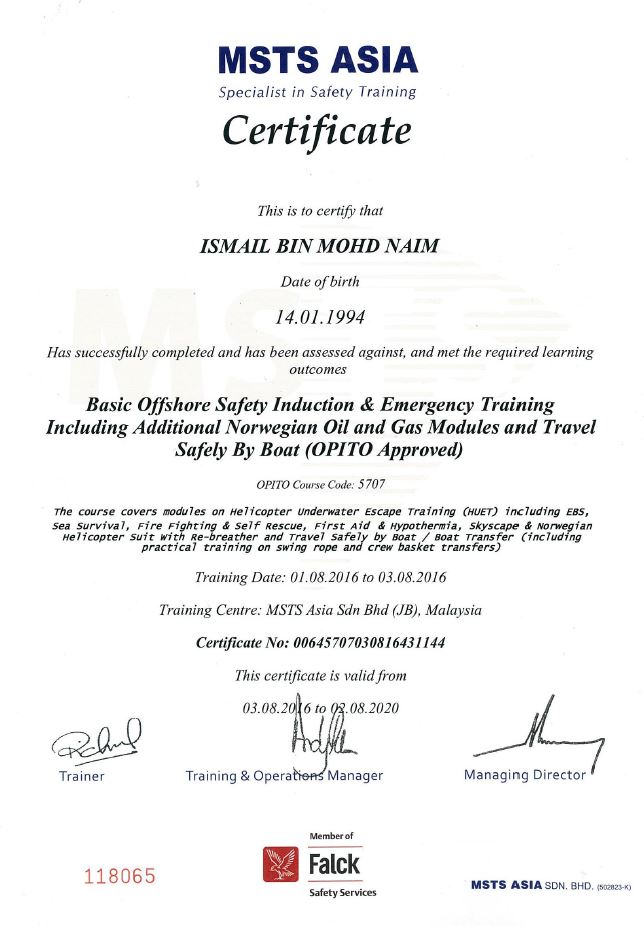 MSTS ASIA
Specialist in Safety Training
Certificate
This is to certify that
ISMAIL BIN MOHD NAIM
Date of birth
14.01.1994
Has successfully completed and has been assessed against, and met the required learning
outcomes
Basic Offshore Safety Induction & Emergency Training
Including Additional Norwegian Oil and Gas Modules and Travel
Safely By Boat (OPITO Approved)
OPITO Course Code: 5707
The course covers modules on Helicopter Underwater Escape Training (HUET) including EBS,
Sea Survival, Fire Fighting & Self Rescue, First Aid & Hypothermia, Skyscape & Norwegian
Helicopter Suit With Re-breather and Travel Safely by Boat / Boat Transfer (including
practical training on swing rope and crew basket transfers)
Training Date: 01.08.2016 to 03.08.2016
Training Centre: MSTS Asia Sdn Bhd (JB), Malaysia
Certificate No: 00645707030816431144
This certificate is valid from
03.08.2016 to 02.08.2020
Trainer
Training & Operations Manager
Managing Director
118065
Member of
Falck
Safety Services
MSTS ASIA SDN. BHD. (502823-K)